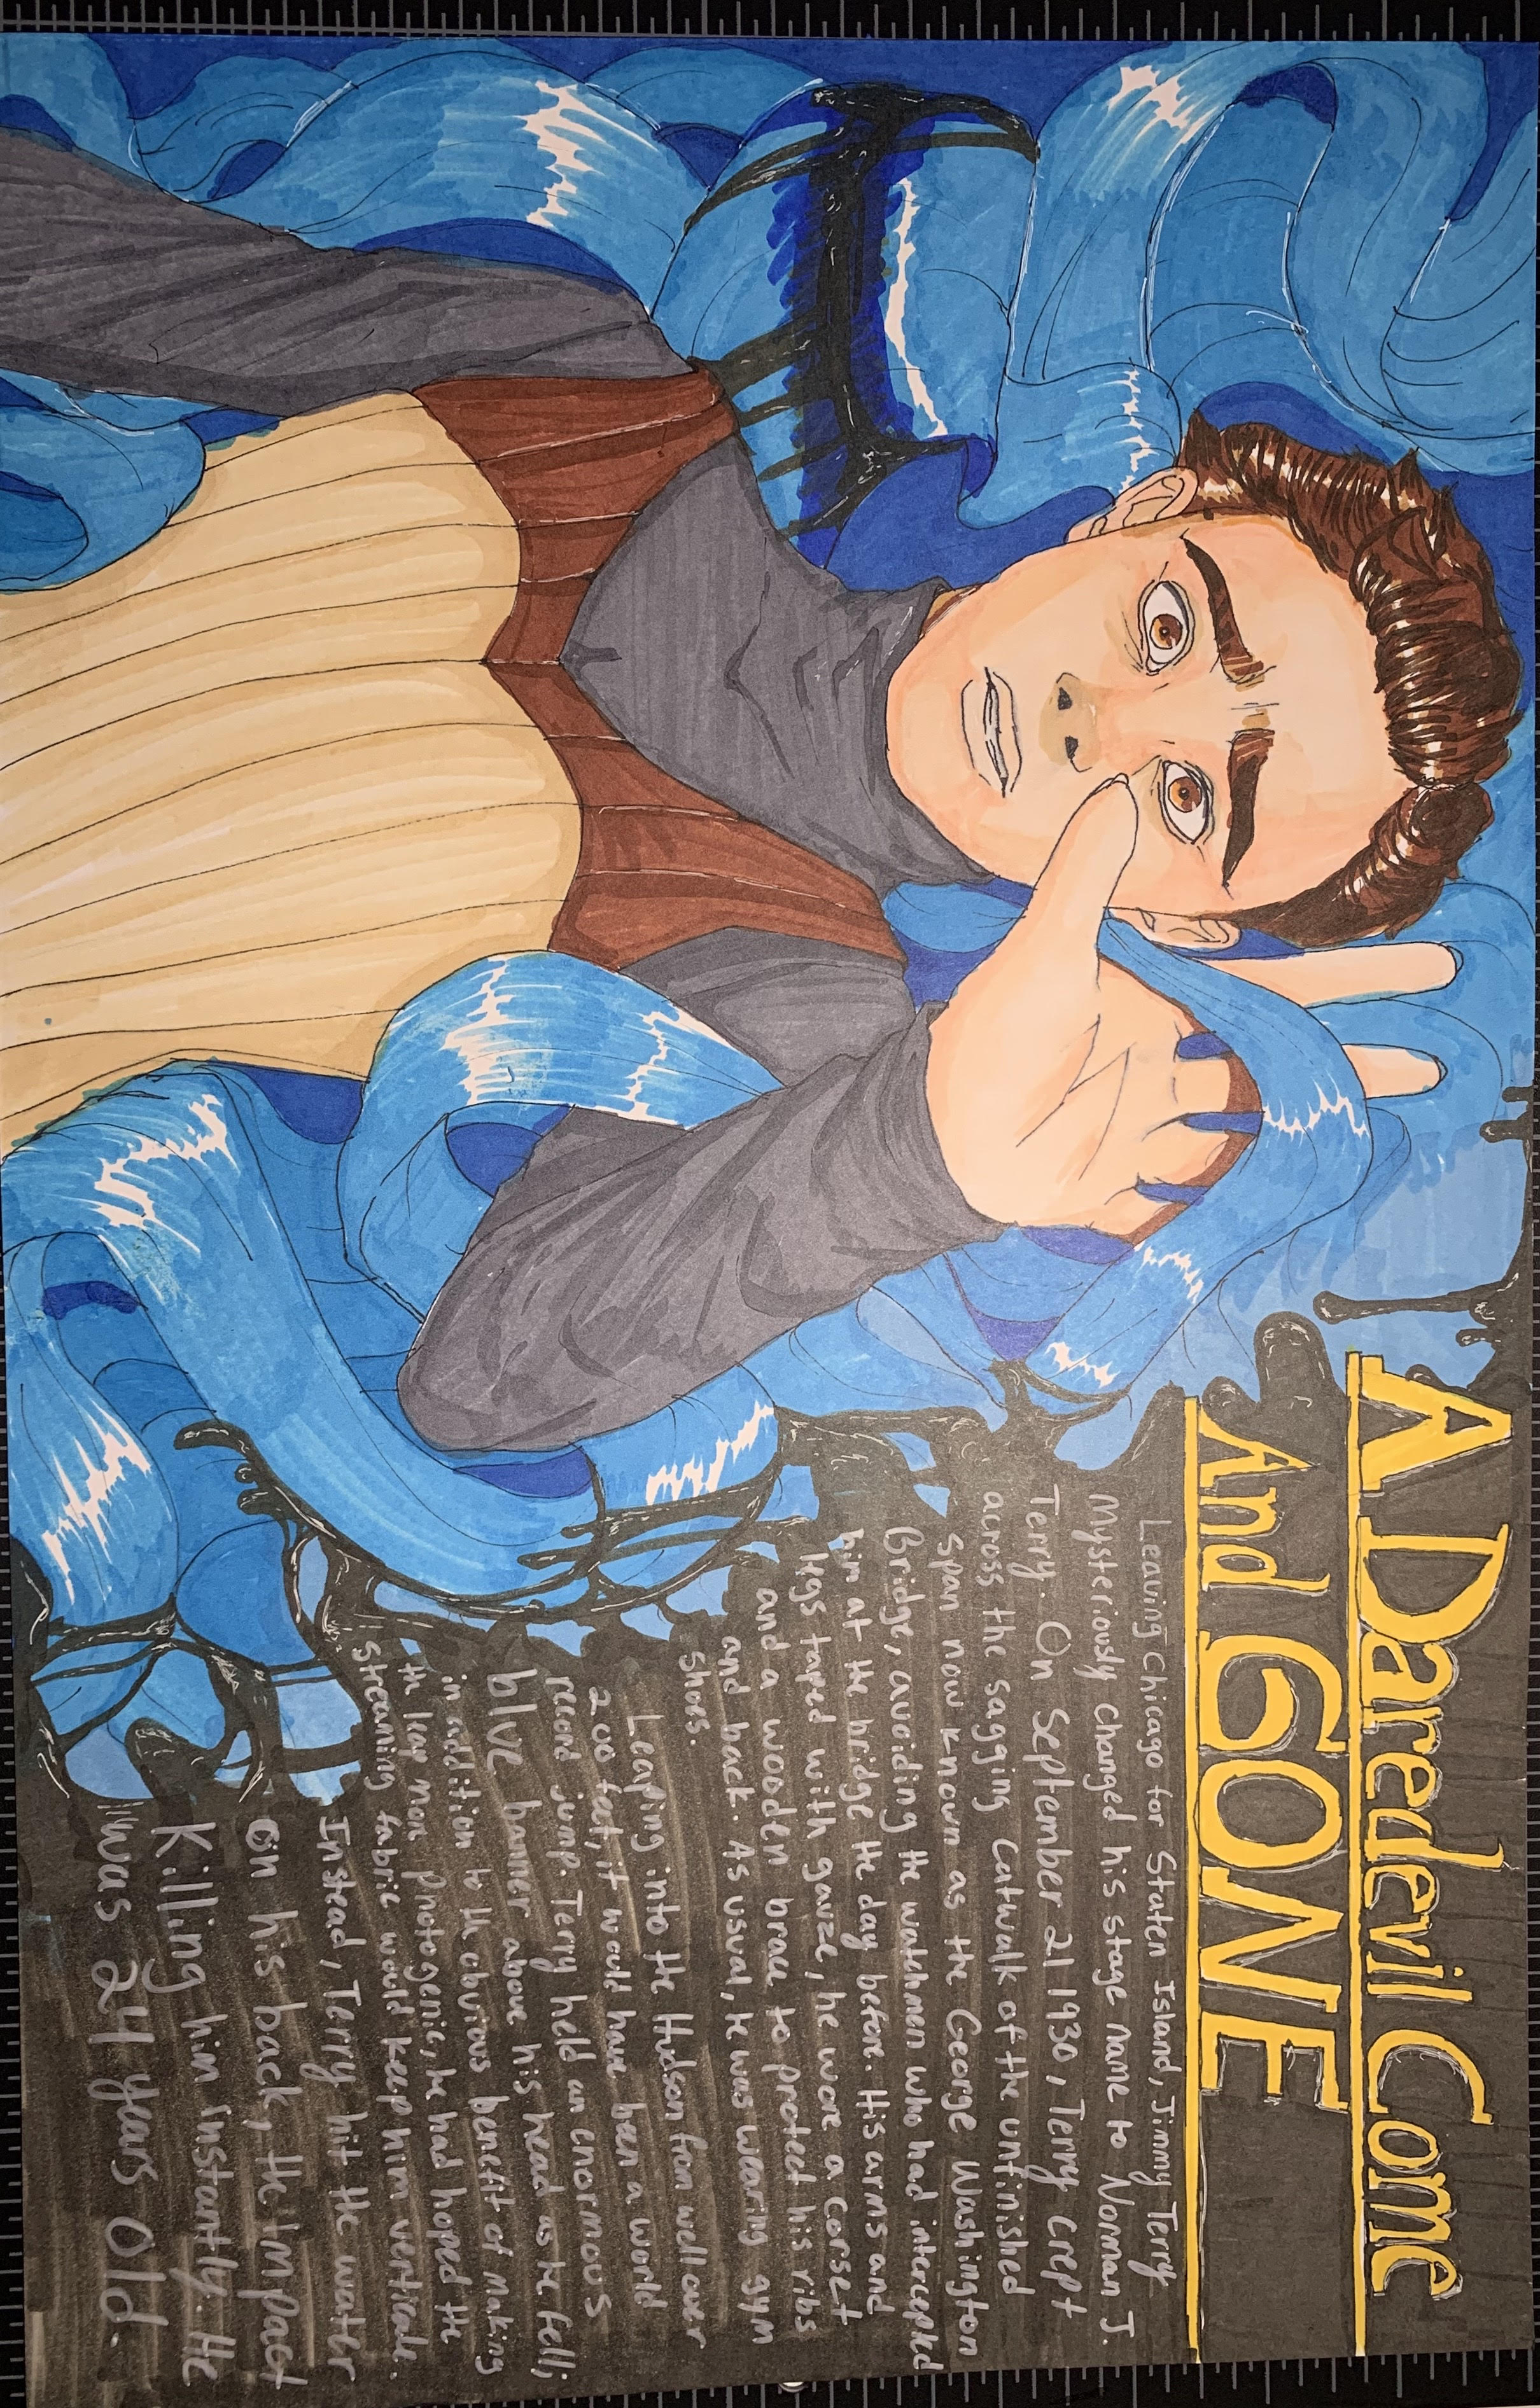 A Daredevil Come
And GONE
Leaving Chicago for Staten Island, Jimmy Terry
Mysteriously changed his stage name to Norman J.
Terry. On September 21 1930, Terry crept
across the sagging catwalk of the unfinished
span now known as the George Washington
Bridge, avoiding the watchmen who had intercepted
him at the bridge the day before. His arms and
legs taped with gauze, he wore a corset
and a wooden brace to protect his ribs
and back. As usual, he was wearing gym
shoes.
Leaping into the Hudson from well over
200 feet, it would have been a world
record jump. Terry held an enormous
blue banner above his head as he fell;
in addition to the obvious benefit of making
the leap more photogenic, he had hoped the
streaming fabric would keep him verticale.
Instead, Terry hit the water
on his back, the impact
Killing him instantly. He
was 24 years old.